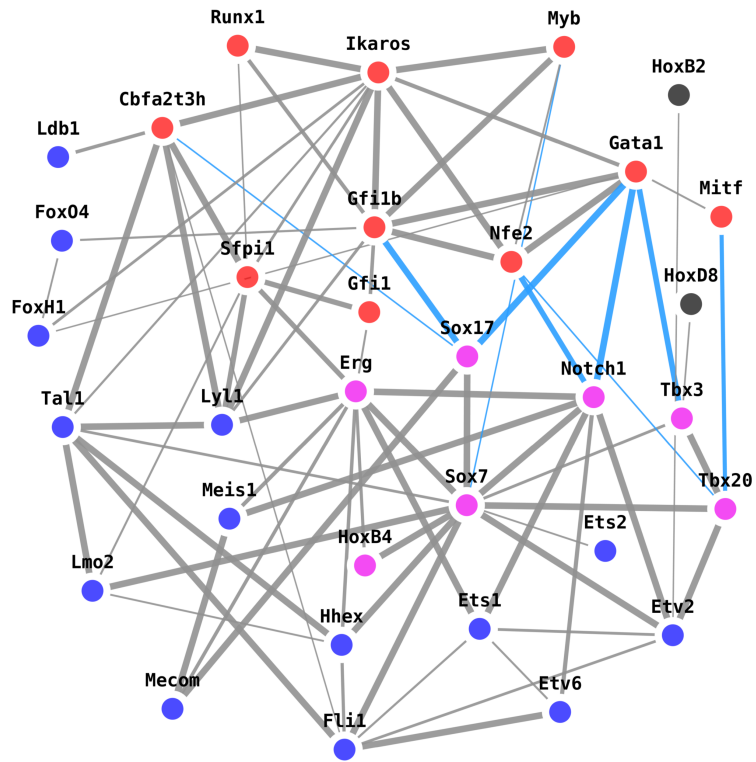 Runx1
Myb
Ikaros
HoxB2
Cbfa2t3h
Ldb1
Gata1
Mitf
Gfi1b
FoxO4
Nfe2
Sfpi1
HoxD8
Gfi1
FoxH1
Sox17
Erg
Notch1
Tbx3
Tal1
Lyl1
Sox7
Tbx20
Meis1
Ets2
HoxB4
Lmo2
Ets1
Etv2
Hhex
Mecom
Etv6
Fli1